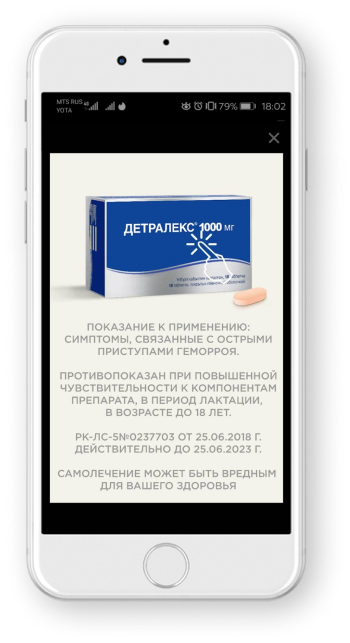 MTS RUS
YOTA
79%
18:02
ДЕТРАЛЕКС® 1000 мг
ПОКАЗАНИЕ К ПРИМЕНЕНИЮ:
СИМПТОМЫ, СВЯЗАННЫЕ С ОСТРЫМИ
ПРИСТУПАМИ ГЕМОРРОЯ.
ПРОТИВОПОКАЗАН ПРИ ПОВЫШЕННОЙ
ЧУВСТВИТЕЛЬНОСТИ К КОМПОНЕНТАМ
ПРЕПАРАТА, В ПЕРИОД ЛАКТАЦИИ,
В ВОЗРАСТЕ ДО 18 ЛЕТ.
РК-ЛС-5№0237703 ОТ 25.06.2018 Г.
ДЕЙСТВИТЕЛЬНО ДО 25.06.2023 Г.
САМОЛЕЧЕНИЕ МОЖЕТ БЫТЬ ВРЕДНЫМ
ДЛЯ ВАШЕГО ЗДОРОВЬЯ